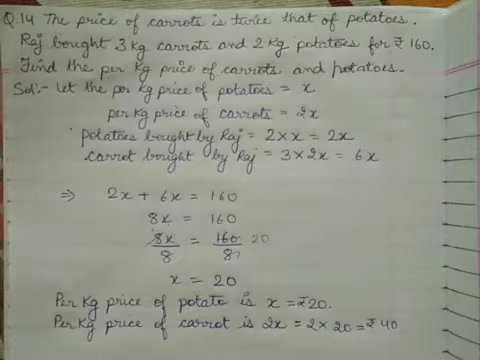 Q.14 The price of carrots is twice that of potatoes.
Raj bought 3 Kg carrots and 2 Kg potatoes for ₹ 160.
Find the per Kg price of carrots and potatoes.
Sol:- Let the per Kg price of potatoes = x
per Kg price of carrots = 2x
Potatoes bought by Raj = 2 × x = 2x
Carrot bought by Raj = 3 × 2x = 6x
⇒ 2x + 6x = 160
8x = 160
8x/8 = 160/8 20
x = 20
Per Kg price of potato is x = ₹20.
Per Kg price of carrot is 2x = 2 × 20 = ₹40